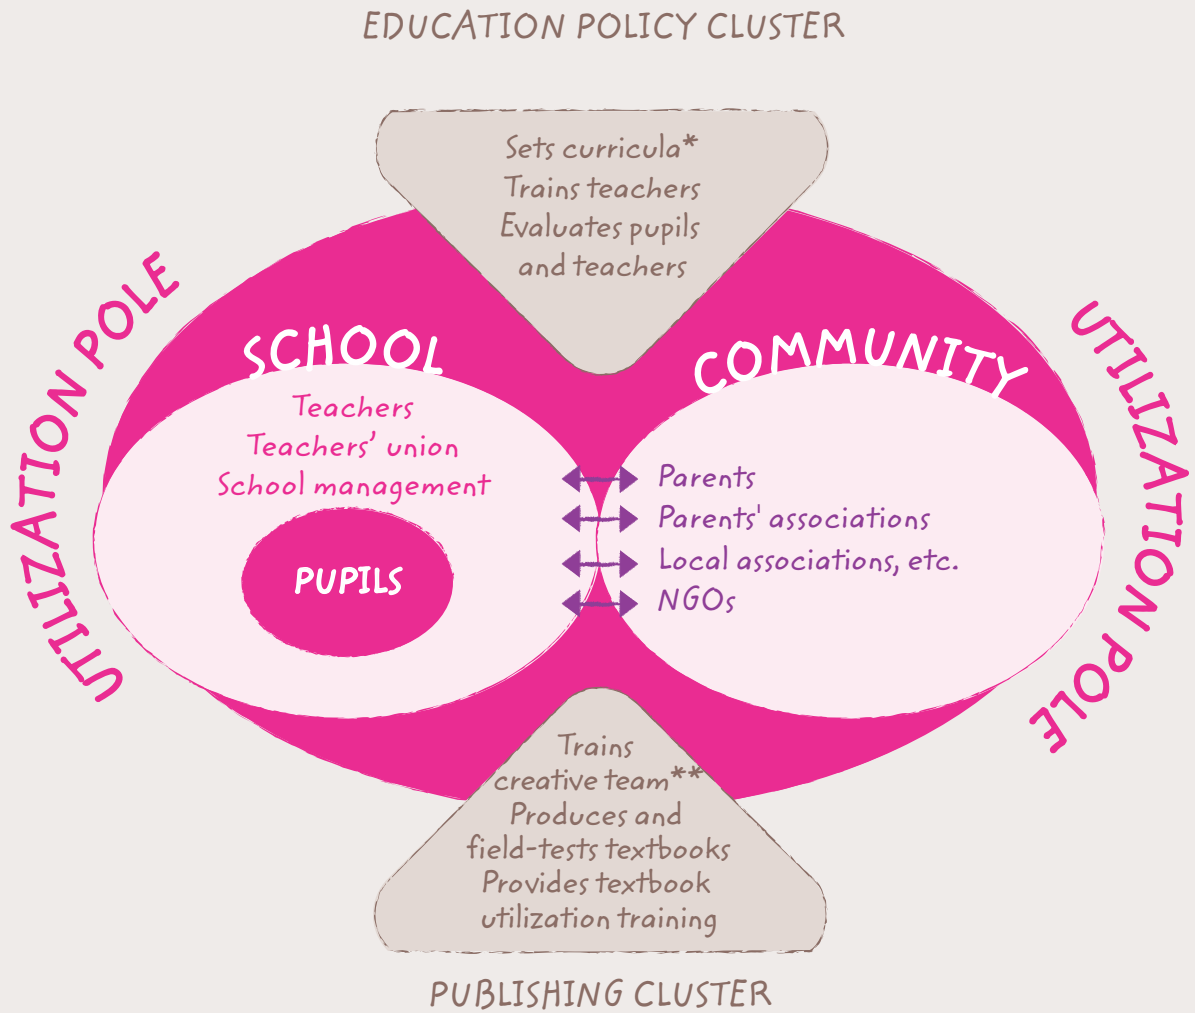 EDUCATION POLICY CLUSTER
Sets curricula*
Trains teachers
Evaluates pupils
and teachers
UTILIZATION POLE
SCHOOL
Teachers
Teachers’ union
School management
PUPILS
COMMUNITY
Parents
Parents' associations
Local associations, etc.
NGOs
UTILIZATION POLE
Trains
creative team**
Produces and
field-tests textbooks
Provides textbook
utilization training
PUBLISHING CLUSTER